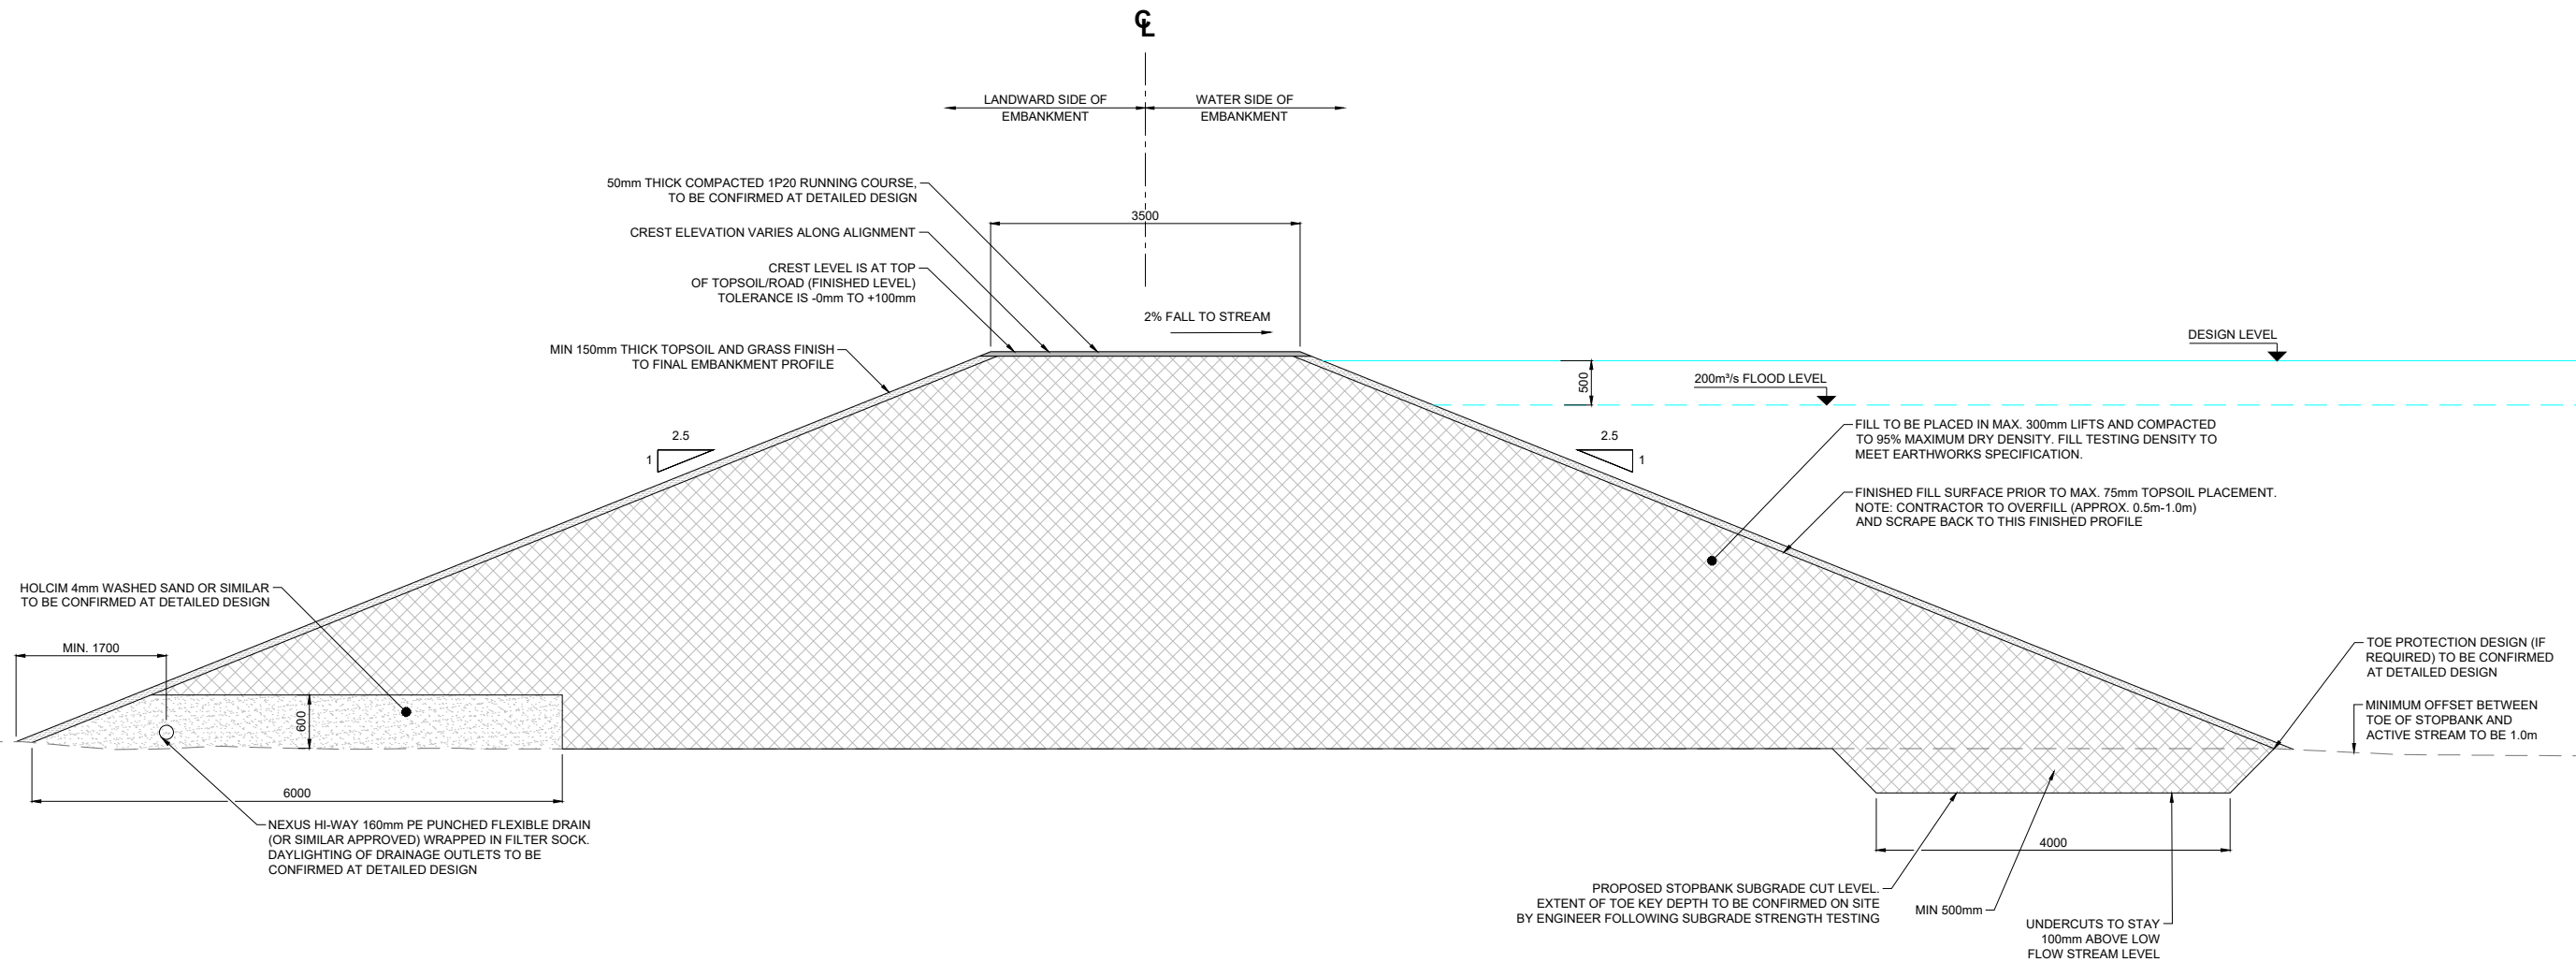 ℄
LANDWARD SIDE OF
EMBANKMENT
WATER SIDE OF
EMBANKMENT
50mm THICK COMPACTED 1P20 RUNNING COURSE,
TO BE CONFIRMED AT DETAILED DESIGN
3500
CREST ELEVATION VARIES ALONG ALIGNMENT
CREST LEVEL IS AT TOP
OF TOPSOIL/ROAD (FINISHED LEVEL)
TOLERANCE IS -0mm TO +100mm
2% FALL TO STREAM
MIN 150mm THICK TOPSOIL AND GRASS FINISH
TO FINAL EMBANKMENT PROFILE
DESIGN LEVEL
500
200m³/s FLOOD LEVEL
2.5
1
2.5
1
FILL TO BE PLACED IN MAX. 300mm LIFTS AND COMPACTED
TO 95% MAXIMUM DRY DENSITY. FILL TESTING DENSITY TO
MEET EARTHWORKS SPECIFICATION.
FINISHED FILL SURFACE PRIOR TO MAX. 75mm TOPSOIL PLACEMENT.
NOTE: CONTRACTOR TO OVERFILL (APPROX. 0.5m-1.0m)
AND SCRAPE BACK TO THIS FINISHED PROFILE
HOLCIM 4mm WASHED SAND OR SIMILAR
TO BE CONFIRMED AT DETAILED DESIGN
MIN. 1700
600
6000
TOE PROTECTION DESIGN (IF
REQUIRED) TO BE CONFIRMED
AT DETAILED DESIGN
MINIMUM OFFSET BETWEEN
TOE OF STOPBANK AND
ACTIVE STREAM TO BE 1.0m
NEXUS HI-WAY 160mm PE PUNCHED FLEXIBLE DRAIN
(OR SIMILAR APPROVED) WRAPPED IN FILTER SOCK.
DAYLIGHTING OF DRAINAGE OUTLETS TO BE
CONFIRMED AT DETAILED DESIGN
4000
PROPOSED STOPBANK SUBGRADE CUT LEVEL.
EXTENT OF TOE KEY DEPTH TO BE CONFIRMED ON SITE
BY ENGINEER FOLLOWING SUBGRADE STRENGTH TESTING
MIN 500mm
UNDERCUTS TO STAY
100mm ABOVE LOW
FLOW STREAM LEVEL